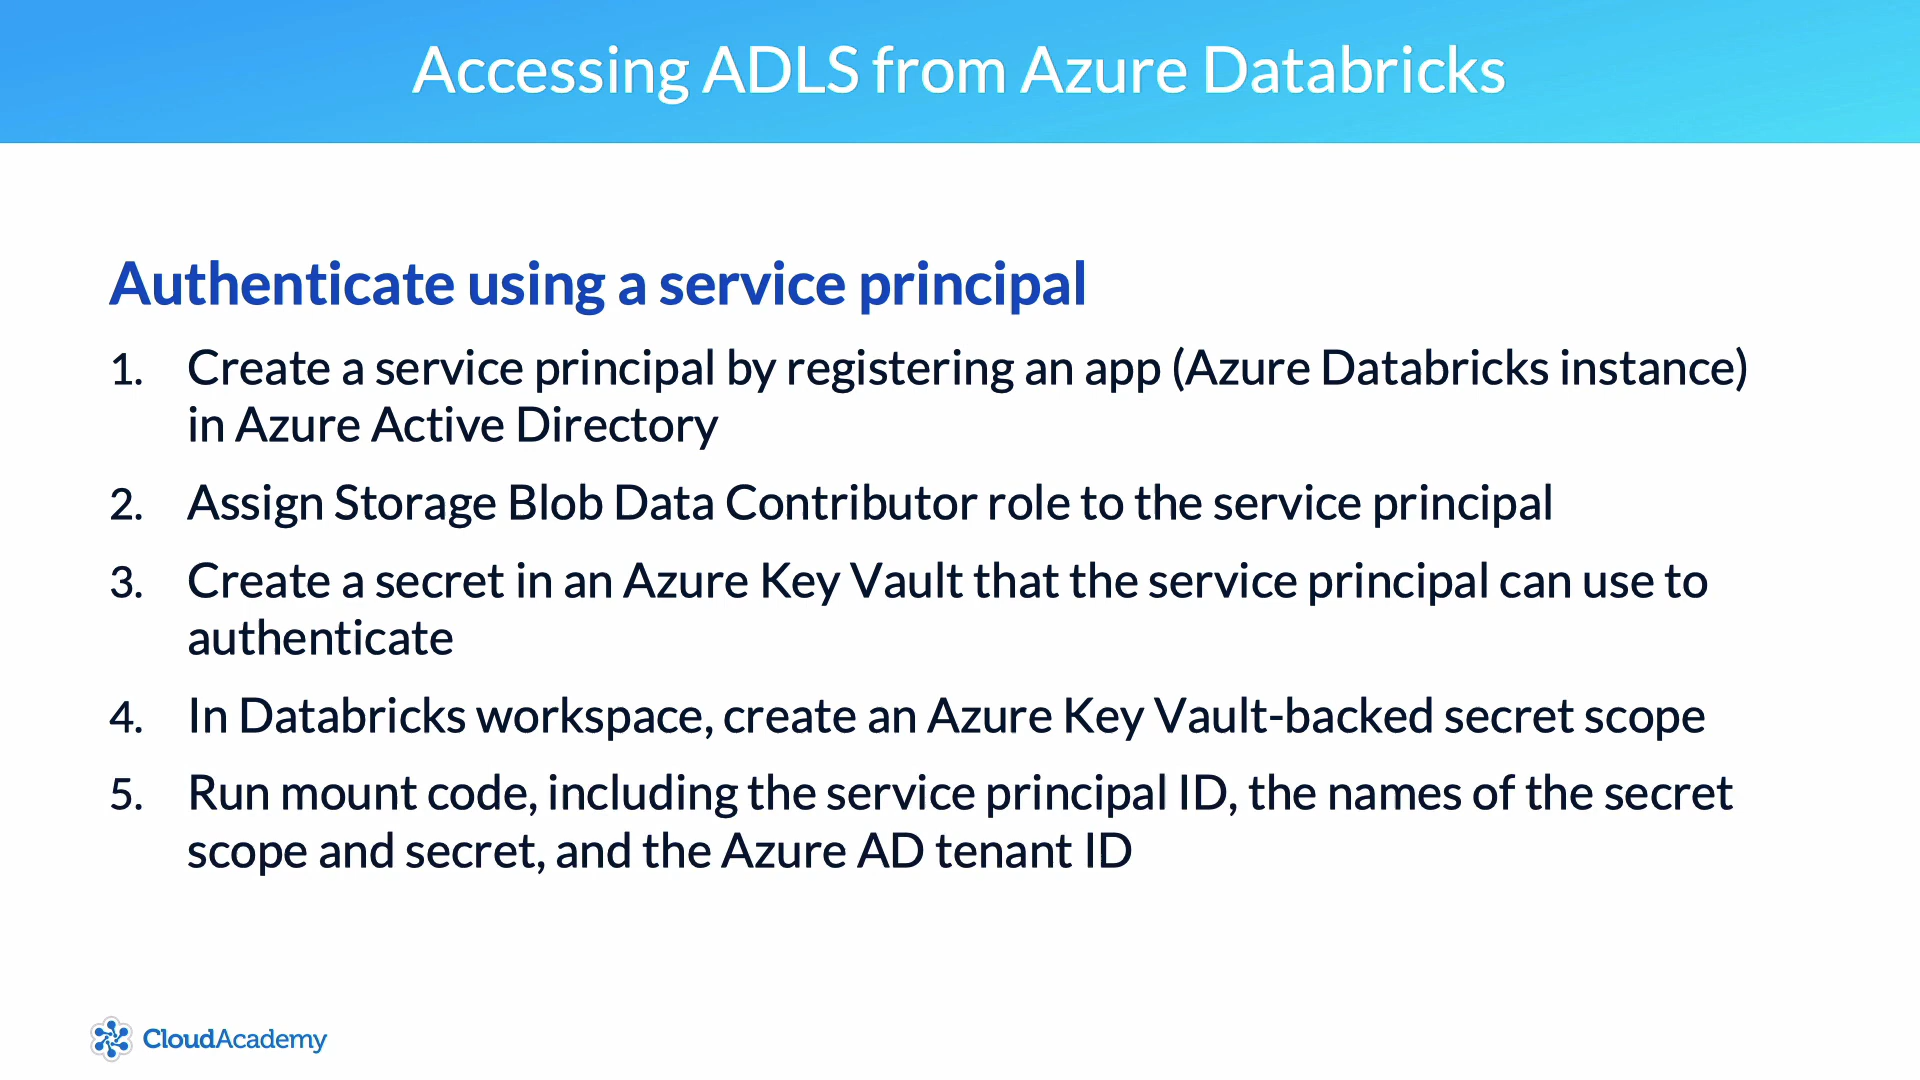 Accessing ADLS from Azure Databricks
Authenticate using a service principal
1. Create a service principal by registering an app (Azure Databricks instance)
in Azure Active Directory
2. Assign Storage Blob Data Contributor role to the service principal
3. Create a secret in an Azure Key Vault that the service principal can use to
authenticate
4. In Databricks workspace, create an Azure Key Vault-backed secret scope
5. Run mount code, including the service principal ID, the names of the secret
scope and secret, and the Azure AD tenant ID
CloudAcademy